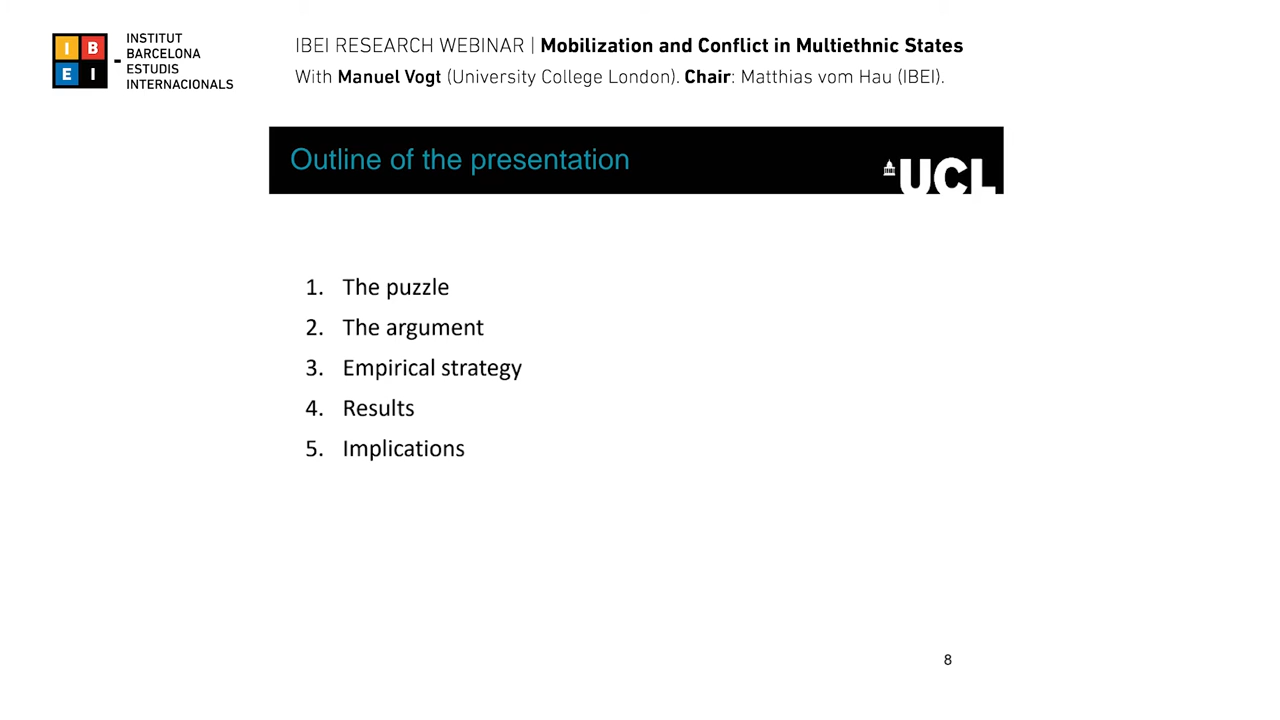 I B
E I -
INSTITUT
BARCELONA
ESTUDIS
INTERNACIONALS
IBEI RESEARCH WEBINAR | Mobilization and Conflict in Multiethnic States
With Manuel Vogt (University College London). Chair: Matthias vom Hau (IBEI).
Outline of the presentation
UCL
1. The puzzle
2. The argument
3. Empirical strategy
4. Results
5. Implications
8